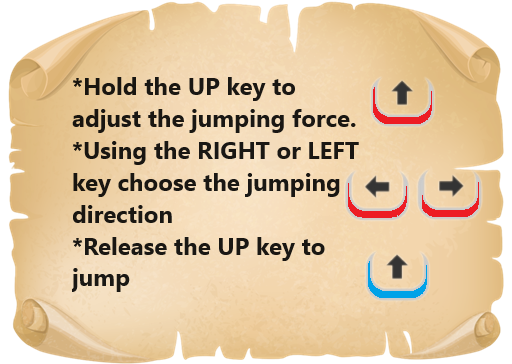 *Hold the UP key to
adjust the jumping force.
*Using the RIGHT or LEFT
key choose the jumping
direction
*Release the UP key to
jump